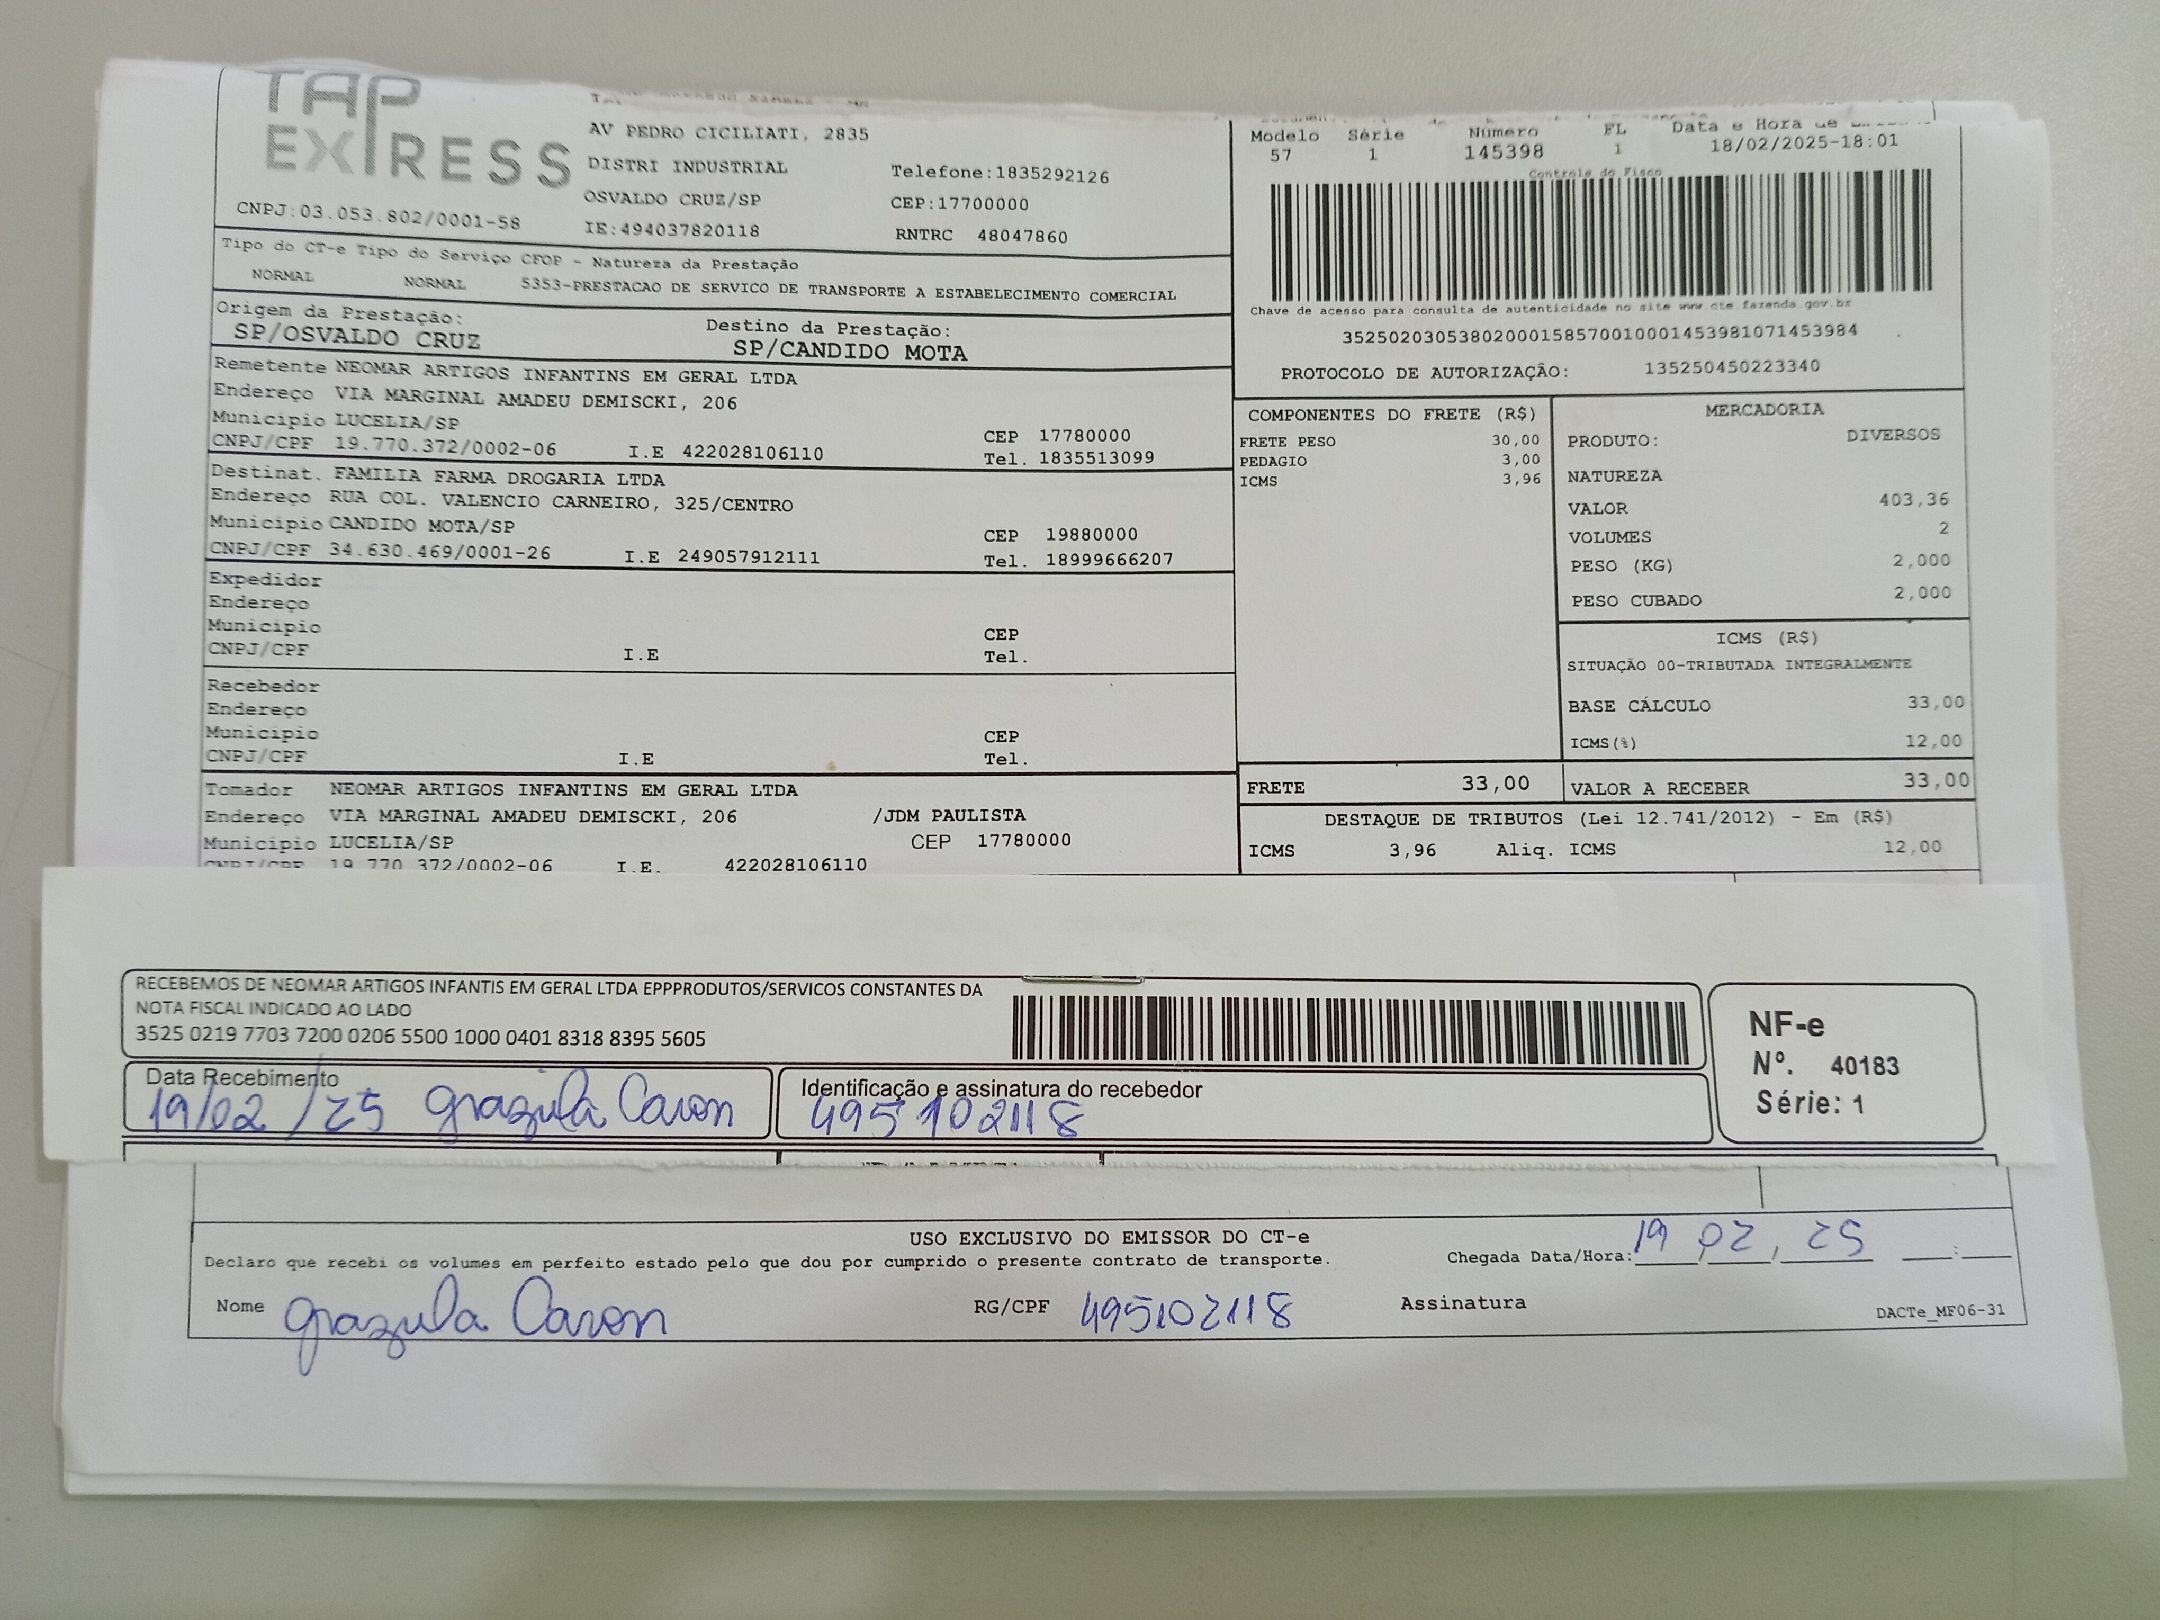 TAP
EXPRESS
AV PEDRO CICILIATI, 2835
DISTRI INDUSTRIAL
Telefone:1835292126
OSVALDO CRUZ/SP
CEP:17700000
CNPJ:03.053.802/0001-58
IE:494037820118
RNTRC 48047860
Modelo Série Número FL Data e Hora de
57 1 145398 1 18/02/2025-18:01
Controle do Fisco
Tipo do CT-e Tipo do Serviço CFOP - Natureza da Prestação
NORMAL NORMAL 5353-PRESTACAO DE SERVICO DE TRANSPORTE A ESTABELECIMENTO COMERCIAL
Chave de acesso para consulta de autenticidade no site www.cte.fazenda.gov.br
35250203053802000158570010001453981071453984
PROTOCOLO DE AUTORIZAÇÃO: 135250450223340
Origem da Prestação: Destino da Prestação:
SP/OSVALDO CRUZ SP/CANDIDO MOTA
Remetente NEOMAR ARTIGOS INFANTINS EM GERAL LTDA
Endereço VIA MARGINAL AMADEU DEMISCKI, 206
Municipio LUCELIA/SP CEP 17780000
CNPJ/CPF 19.770.372/0002-06 I.E 422028106110 Tel. 1835513099
Destinat. FAMILIA FARMA DROGARIA LTDA
Endereço RUA COL. VALENCIO CARNEIRO, 325/CENTRO
Municipio CANDIDO MOTA/SP CEP 19880000
CNPJ/CPF 34.630.469/0001-26 I.E 249057912111 Tel. 18999666207
Expedidor
Endereço
Municipio CEP
CNPJ/CPF I.E Tel.
Recebedor
Endereço
Municipio CEP
CNPJ/CPF I.E Tel.
Tomador NEOMAR ARTIGOS INFANTINS EM GERAL LTDA
Endereço VIA MARGINAL AMADEU DEMISCKI, 206 /JDM PAULISTA
Municipio LUCELIA/SP CEP 17780000
CNPJ/CPF 19.770.372/0002-06 I.E. 422028106110
COMPONENTES DO FRETE (R$)
FRETE PESO 30,00
PEDAGIO 3,00
ICMS 3,96
MERCADORIA
PRODUTO: DIVERSOS
NATUREZA
VALOR 403,36
VOLUMES 2
PESO (KG) 2,000
PESO CUBADO 2,000
ICMS (R$)
SITUAÇÃO 00-TRIBUTADA INTEGRALMENTE
BASE CÁLCULO 33,00
ICMS(%) 12,00
FRETE 33,00 VALOR A RECEBER 33,00
DESTAQUE DE TRIBUTOS (Lei 12.741/2012) - Em (R$)
ICMS 3,96 Aliq. ICMS 12,00
RECEBEMOS DE NEOMAR ARTIGOS INFANTIS EM GERAL LTDA EPPPRODUTOS/SERVICOS CONSTANTES DA
NOTA FISCAL INDICADO AO LADO
3525 0219 7703 7200 0206 5500 1000 0401 8318 8395 5605
NF-e
Nº. 40183
Série: 1
Data Recebimento Identificação e assinatura do recebedor
19/02/25 Graziela Caron 495102118
USO EXCLUSIVO DO EMISSOR DO CT-e
Declaro que recebi os volumes em perfeito estado pelo que dou por cumprido o presente contrato de transporte. Chegada Data/Hora: 19 02, 25 :
Nome Graziela Caron RG/CPF 495102118 Assinatura
DACTe_MF06-31